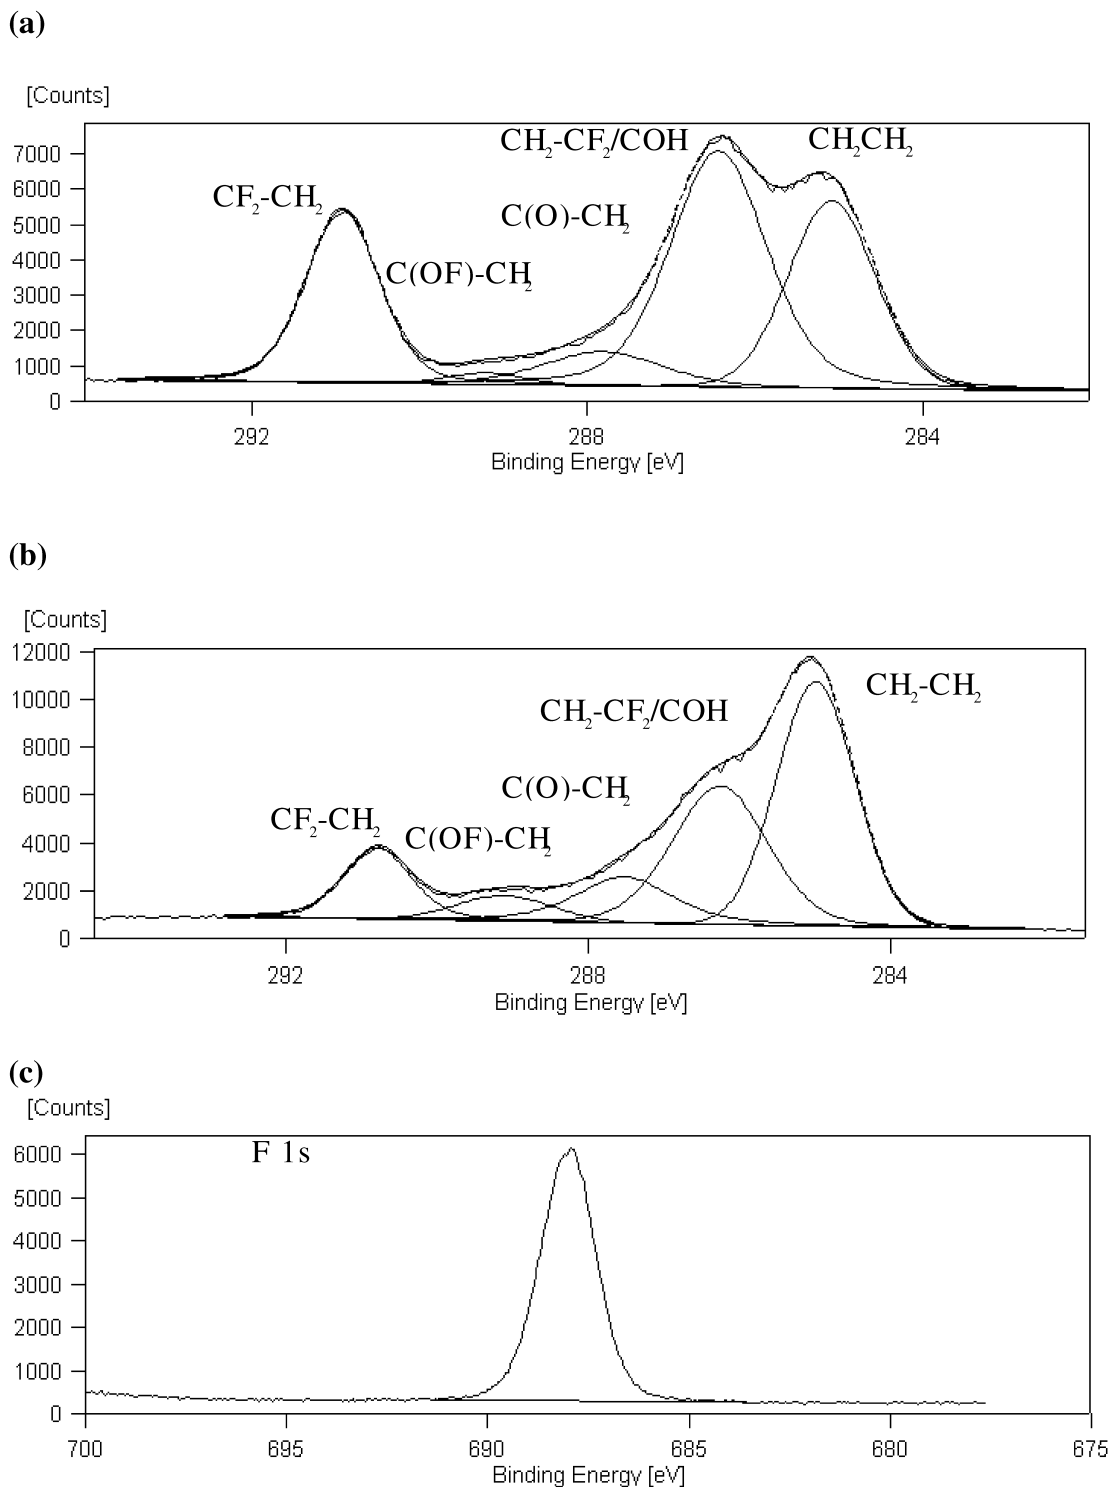 (a)
[Counts]
CH₂-CF₂/COH
CH₂CH₂
7000
6000
CF₂-CH₂
C(O)-CH₂
5000
4000
C(OF)-CH₂
3000
2000
1000
0
292 288 284
Binding Energy [eV]
(b)
[Counts]
12000
CH₂-CH₂
10000
CH₂-CF₂/COH
8000
C(O)-CH₂
6000
CF₂-CH₂
C(OF)-CH₂
4000
2000
0
292 288 284
Binding Energy [eV]
(c)
[Counts]
F 1s
6000
5000
4000
3000
2000
1000
0
700 695 690 685 680 675
Binding Energy [eV]